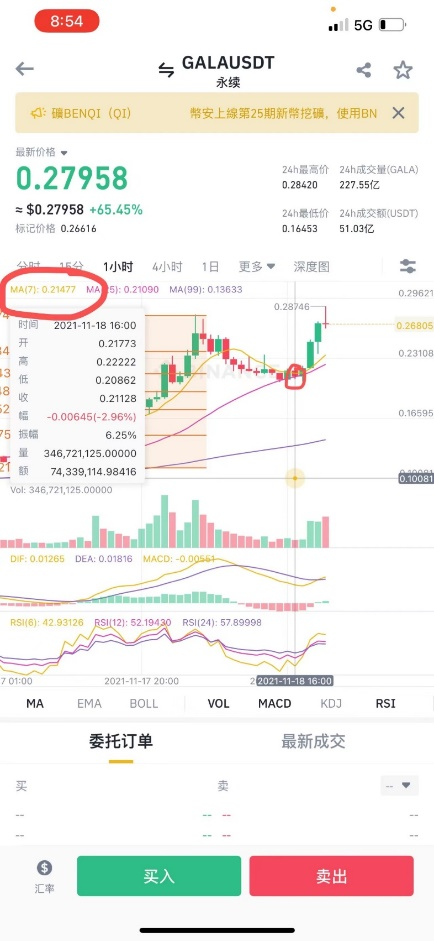 8:54
5G
GALAUSDT
永续
礦BENQI（QI）
幣安上線第25期新幣挖礦，使用BN
最新价格
24h最高价
24h成交量(GALA)
0.27958
0.28420
227.55亿
≈ $0.27958 +65.45%
24h最低价
24h成交额(USDT)
标记价格 0.26616
0.16453
51.03亿
分时
15分
1小时
4小时
1日
更多
深度图
MA(7): 0.21477
25): 0.21090
MA(99): 0.13633
0.29621
0.28746
0.26805
0.23108
0.16595
0.10081
时间 2021-11-18 16:00
开 0.21773
高 0.22222
低 0.20862
收 0.21128
幅 -0.00645(-2.96%)
振幅 6.25%
量 346,721,125.00000
额 74,339,114.98416
Vol: 346,721,125.00000
DIF: 0.01265
DEA: 0.01816
MACD: -0.00551
RSI(6): 42.93126
RSI(12): 52.19430
RSI(24): 57.89998
7 01:00
2021-11-17 20:00
2021-11-18 16:00
MA
EMA
BOLL
VOL
MACD
KDJ
RSI
委托订单
最新成交
买
卖
--
-- -- -- --
-- -- -- --
汇率
买入
卖出